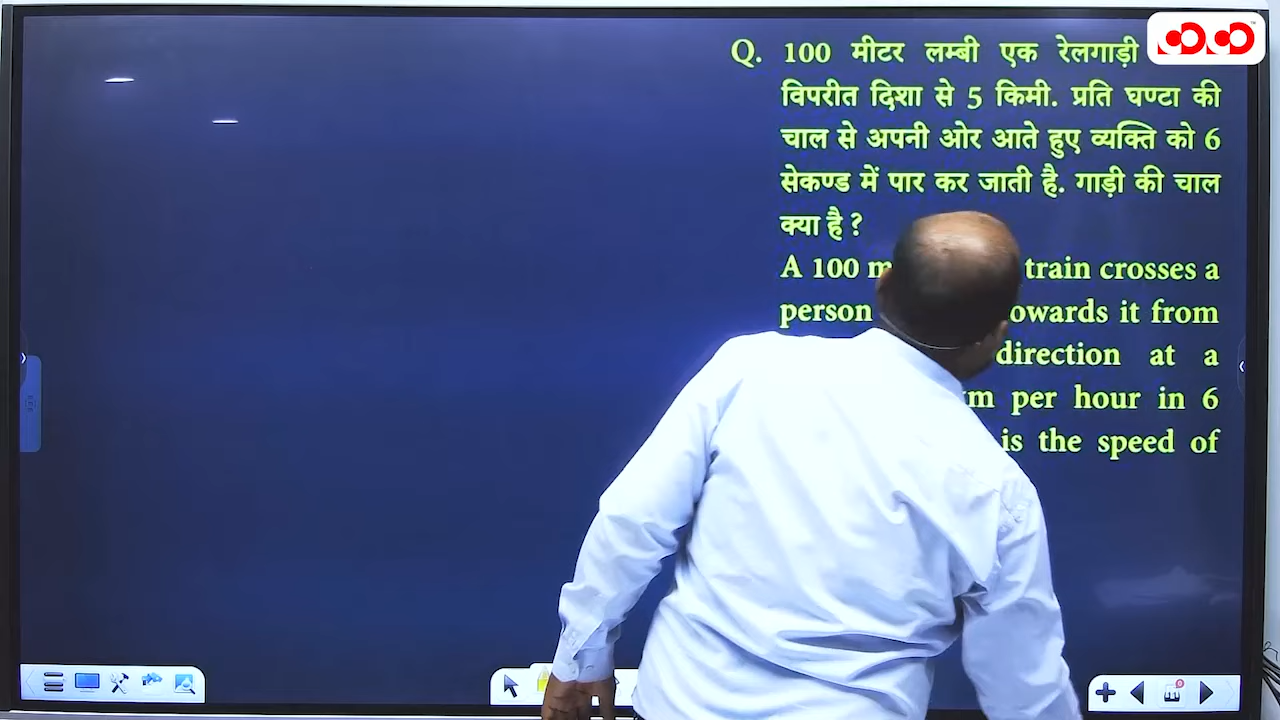 Q. 100 मीटर लम्बी एक रेलगाड़ी
विपरीत दिशा से 5 किमी. प्रति घण्टा की
चाल से अपनी ओर आते हुए व्यक्ति को 6
सेकण्ड में पार कर जाती है. गाड़ी की चाल
क्या है ?
A 100 train crosses a
person towards it from
direction at a
per hour in 6
is the speed of